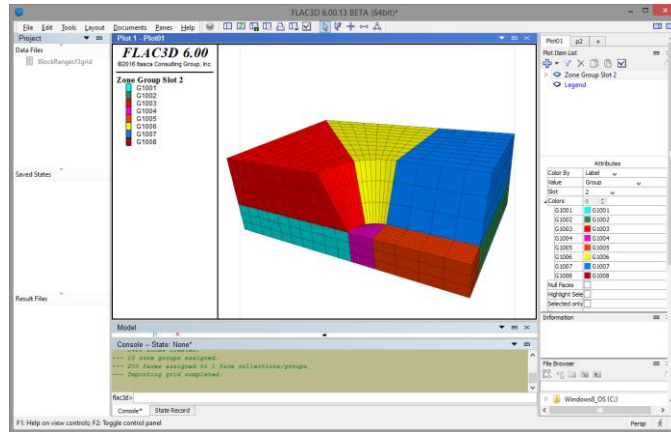 FLAC3D 6.00.13 BETA (64bit)*
File Edit Tools Layout Documents Panes Help
Project
Data Files
BlockRangesf3grid
Saved States
Result Files
Plot 1 - Plot01
FLAC3D 6.00
©2016 Itasca Consulting Group, Inc.
Zone Group Slot 2
G1001
G1002
G1003
G1004
G1005
G1006
G1007
G1008
Model
Console -- State: None*
--- 18 zone groups assigned.
--- 200 faces assigned to 1 face collections/groups.
--- Importing grid completed.
flac3d>
Console* State Record
Plot01 p2 +
Plot Item List
Zone Group Slot 2
Legend
Attributes
Color By Label
Value Group
Slot 2
Colors 8
G1001 G1001
G1002 G1002
G1003 G1003
G1004 G1004
G1005 G1005
G1006 G1006
G1007 G1007
G1008 G1008
Null Faces
Highlight Sele
Selected only
Information
File Browser
Windows8_OS (C:)
F1: Help on view controls; F2: Toggle control panel
Persp